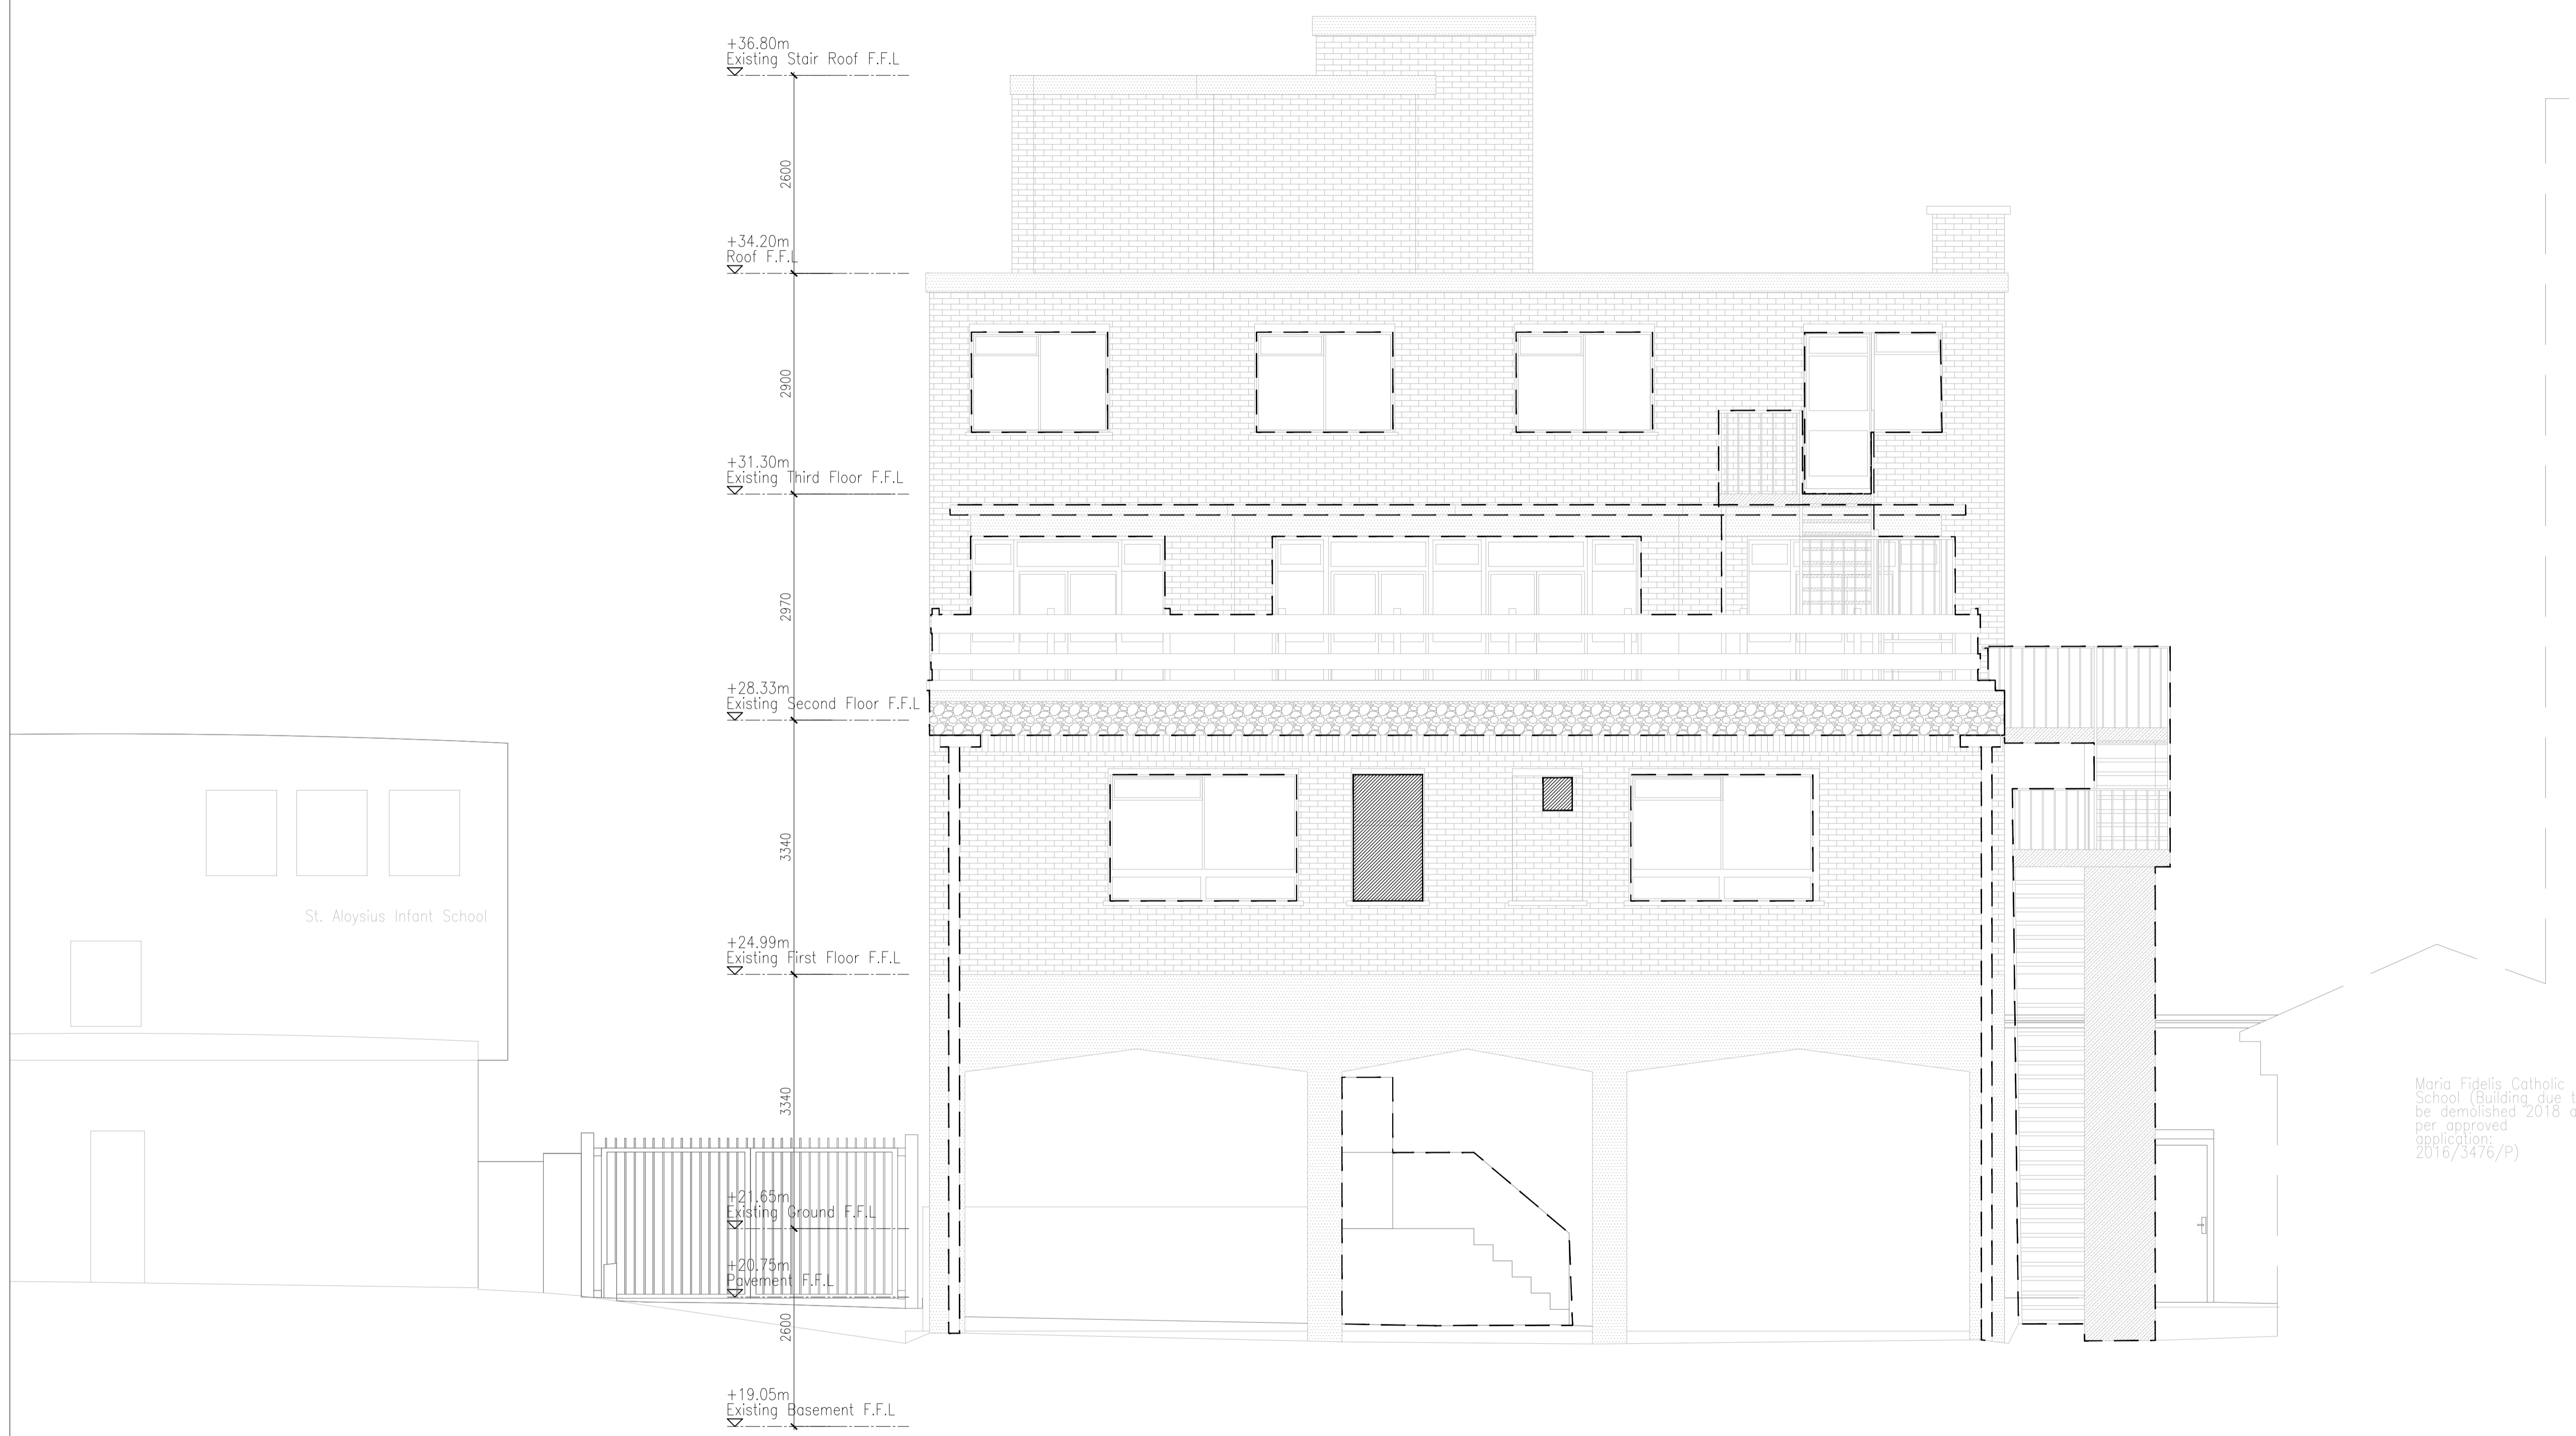 +36.80m
Existing Stair Roof F.F.L
2600
+34.20m
Roof F.F.L
2900
+31.30m
Existing Third Floor F.F.L
2970
+28.33m
Existing Second Floor F.F.L
3340
St. Aloysius Infant School
+24.99m
Existing First Floor F.F.L
3340
Maria Fidelis Catholic
School (Building due
be demolished 2018
per approved
application:
2016/3476/P)
+21.65m
Existing Ground F.F.L
+20.75m
Pavement F.F.L
2600
+19.05m
Existing Basement F.F.L